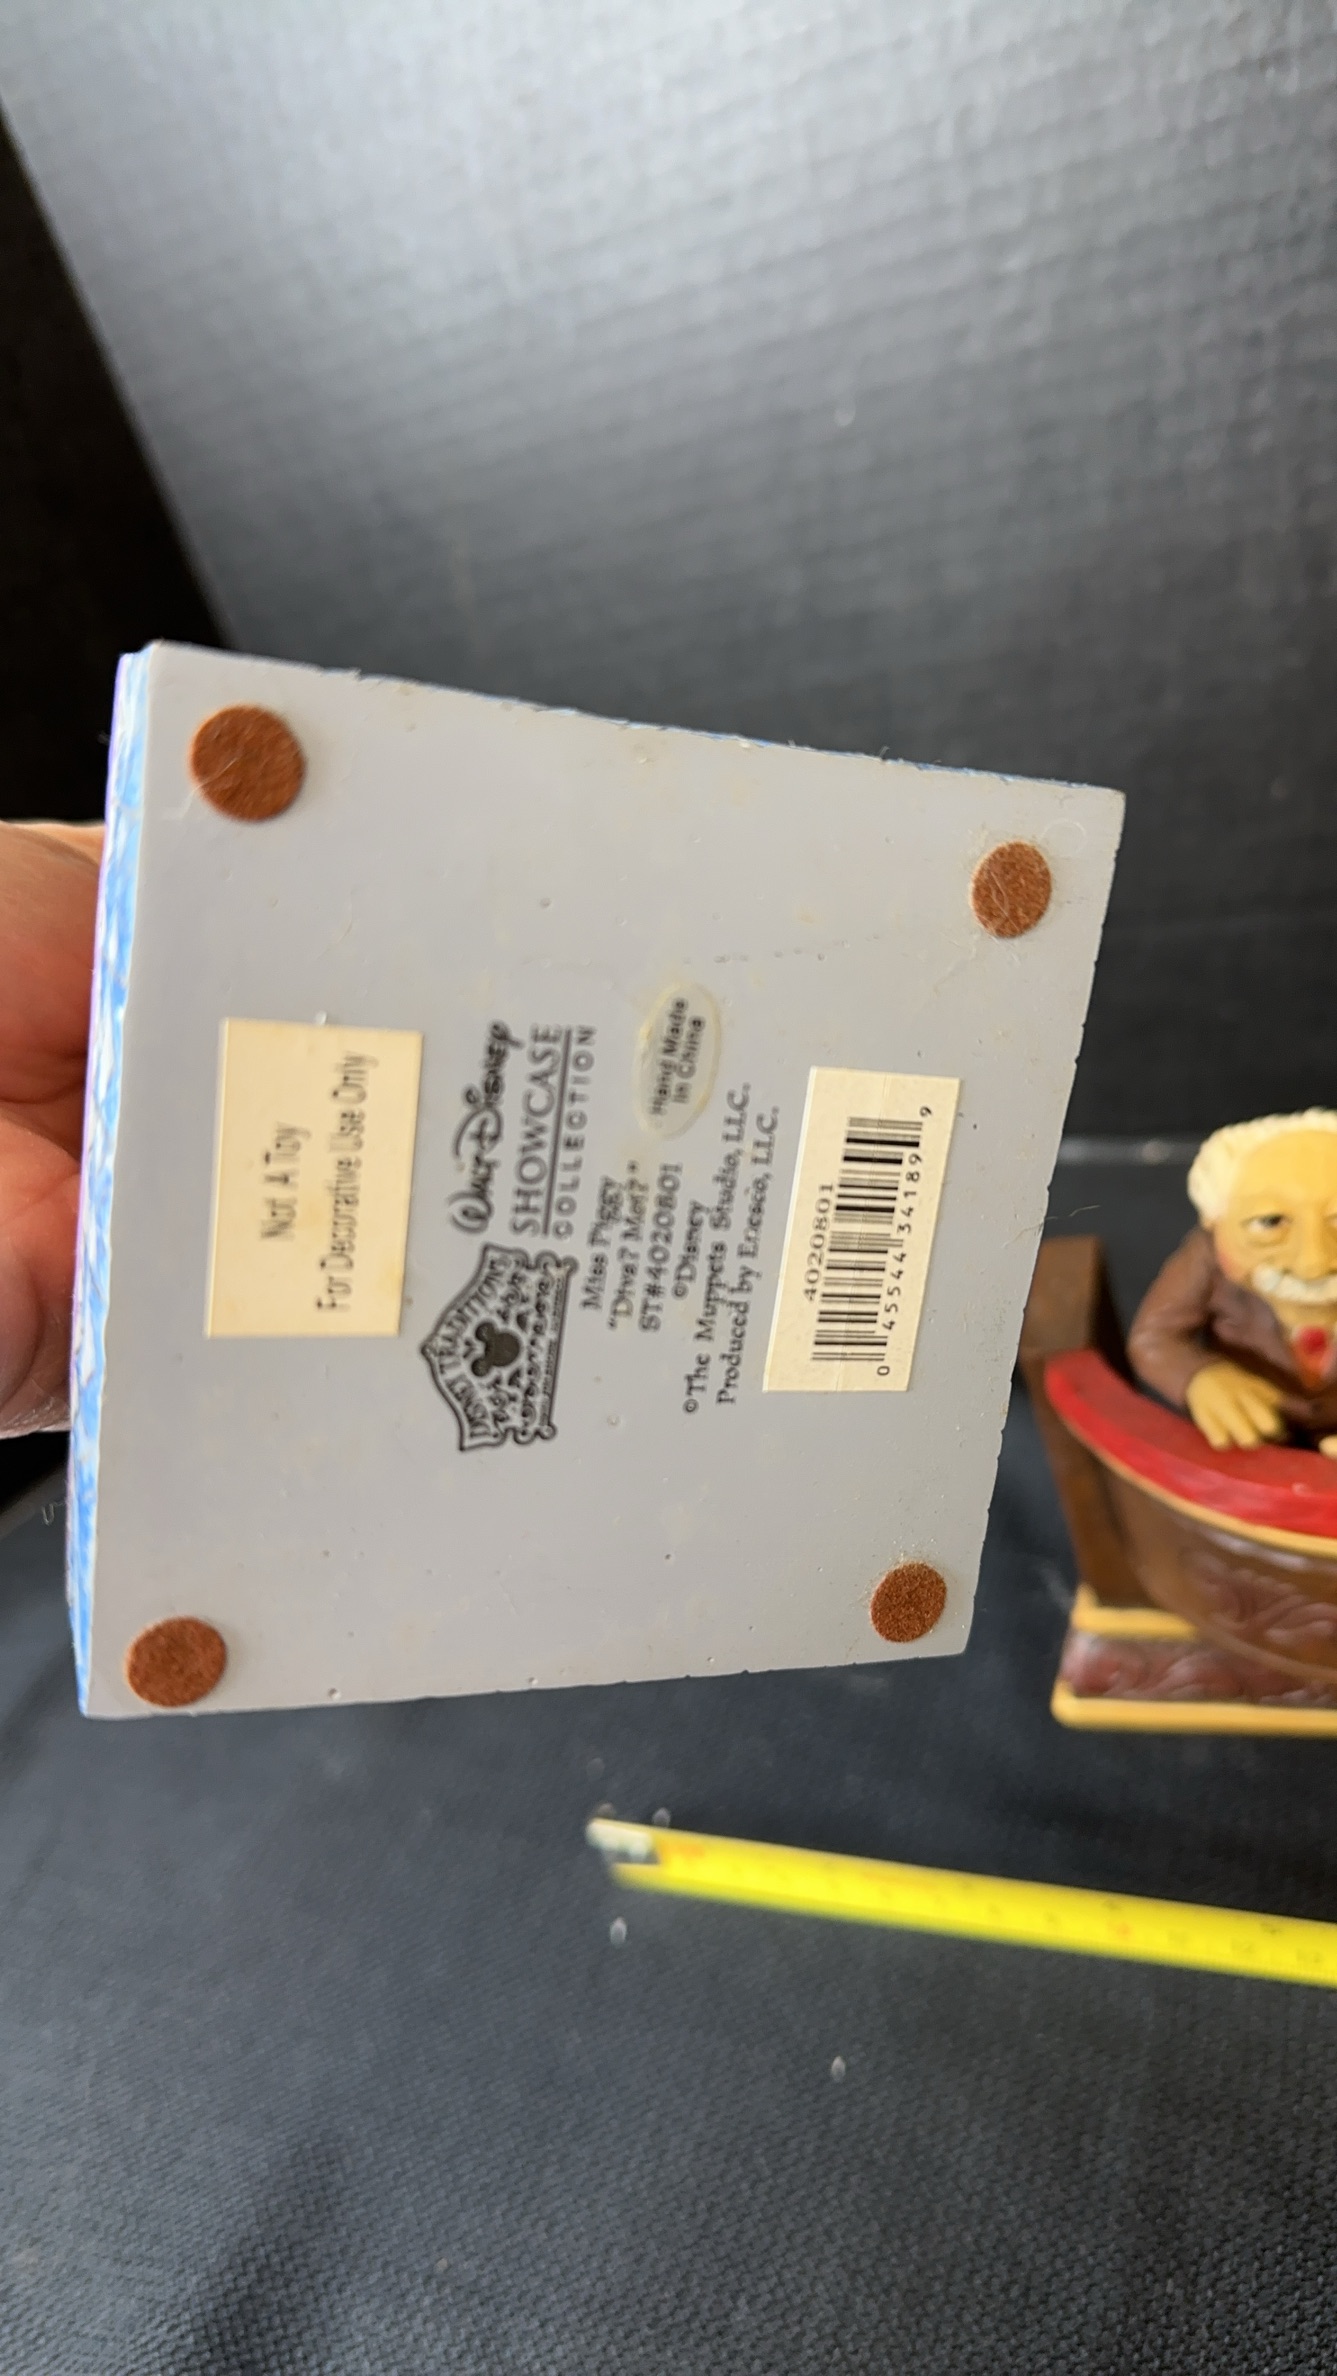 Not A Toy
For Decorative Use Only
DISNEY TRADITIONS
WALT DISNEY
SHOWCASE
COLLECTION
Miss Piggy
"Diva? Moi?"
ST#4020801
©Disney
©The Muppets Studio, LLC.
Produced by Enesco, LLC.
Hand Made
in China
4020801
0 45544 34189 9